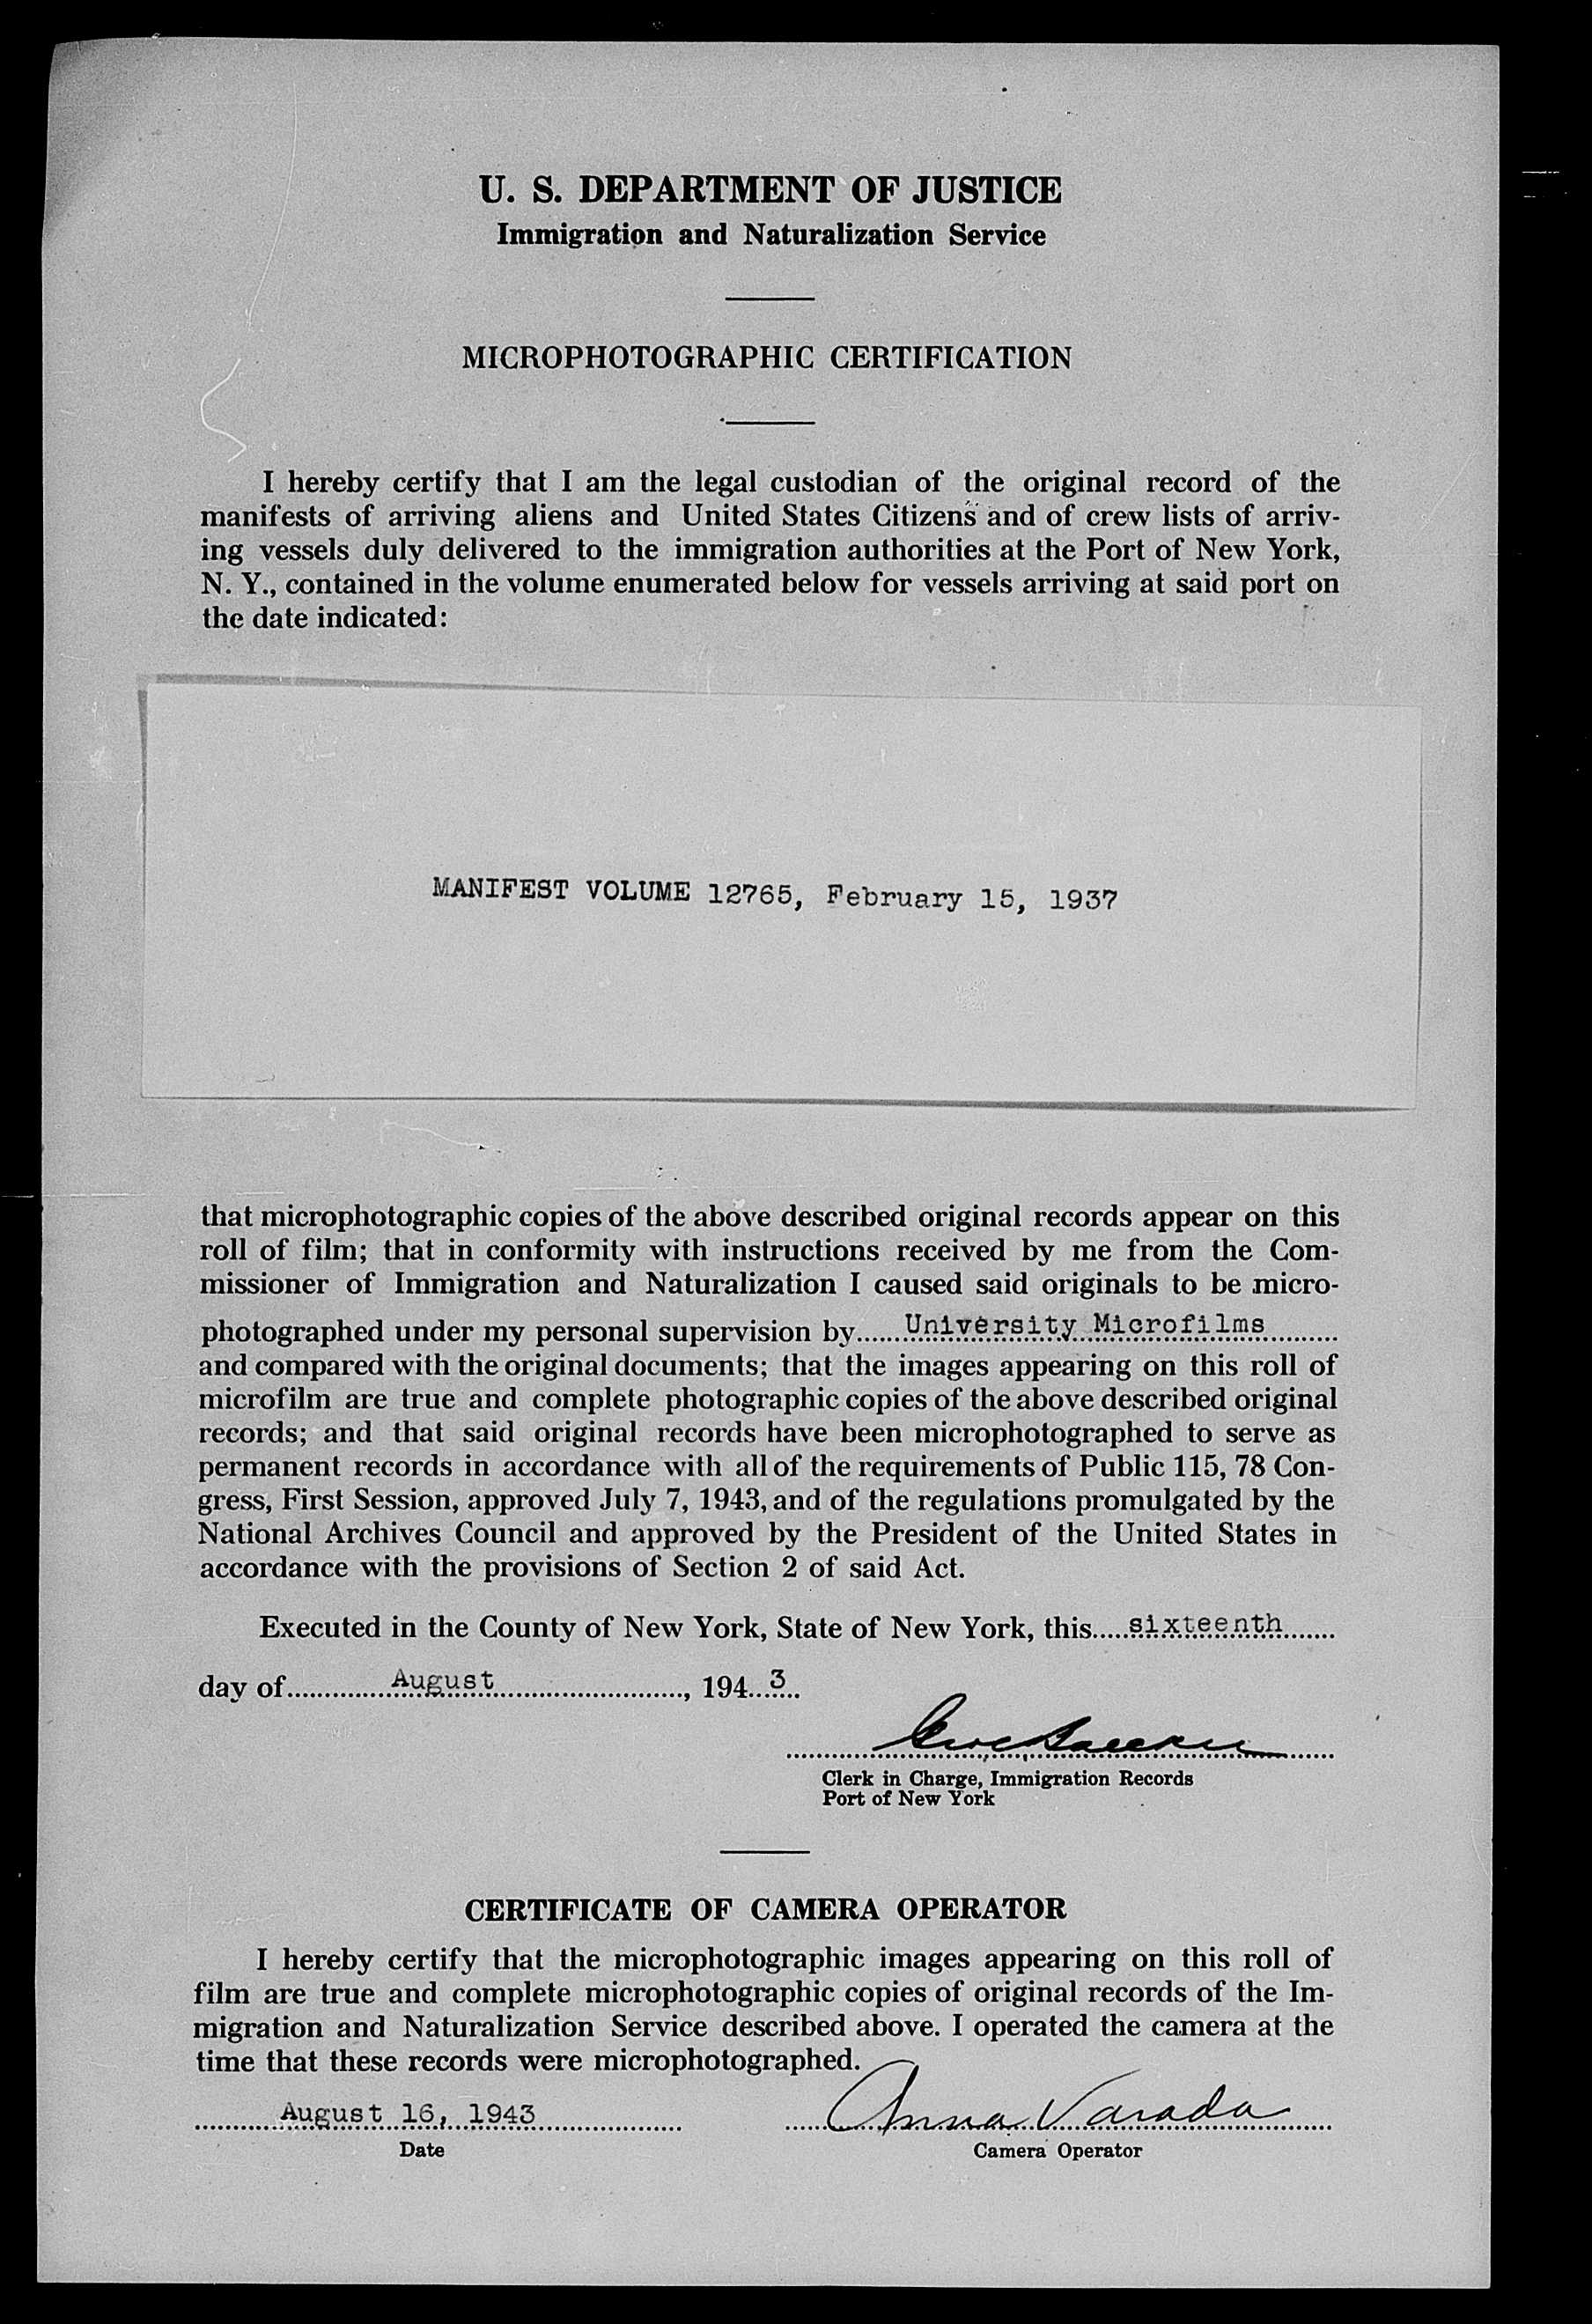 U. S. DEPARTMENT OF JUSTICE
Immigration and Naturalization Service
MICROPHOTOGRAPHIC CERTIFICATION
I hereby certify that I am the legal custodian of the original record of the
manifests of arriving aliens and United States Citizens and of crew lists of arriv-
ing vessels duly delivered to the immigration authorities at the Port of New York,
N. Y., contained in the volume enumerated below for vessels arriving at said port on
the date indicated:
MANIFEST VOLUME 12765, February 15, 1937
that microphotographic copies of the above described original records appear on this
roll of film; that in conformity with instructions received by me from the Com-
missioner of Immigration and Naturalization I caused said originals to be micro-
photographed under my personal supervision by......University Microfilms..........
and compared with the original documents; that the images appearing on this roll of
microfilm are true and complete photographic copies of the above described original
records; and that said original records have been microphotographed to serve as
permanent records in accordance with all of the requirements of Public 115, 78 Con-
gress, First Session, approved July 7, 1943, and of the regulations promulgated by the
National Archives Council and approved by the President of the United States in
accordance with the provisions of Section 2 of said Act.
Executed in the County of New York, State of New York, this.....sixteenth.......
day of..............August..........................., 194...3..
Clerk in Charge, Immigration Records
Port of New York
CERTIFICATE OF CAMERA OPERATOR
I hereby certify that the microphotographic images appearing on this roll of
film are true and complete microphotographic copies of original records of the Im-
migration and Naturalization Service described above. I operated the camera at the
time that these records were microphotographed.
August 16, 1943 Anna Varada
Date Camera Operator